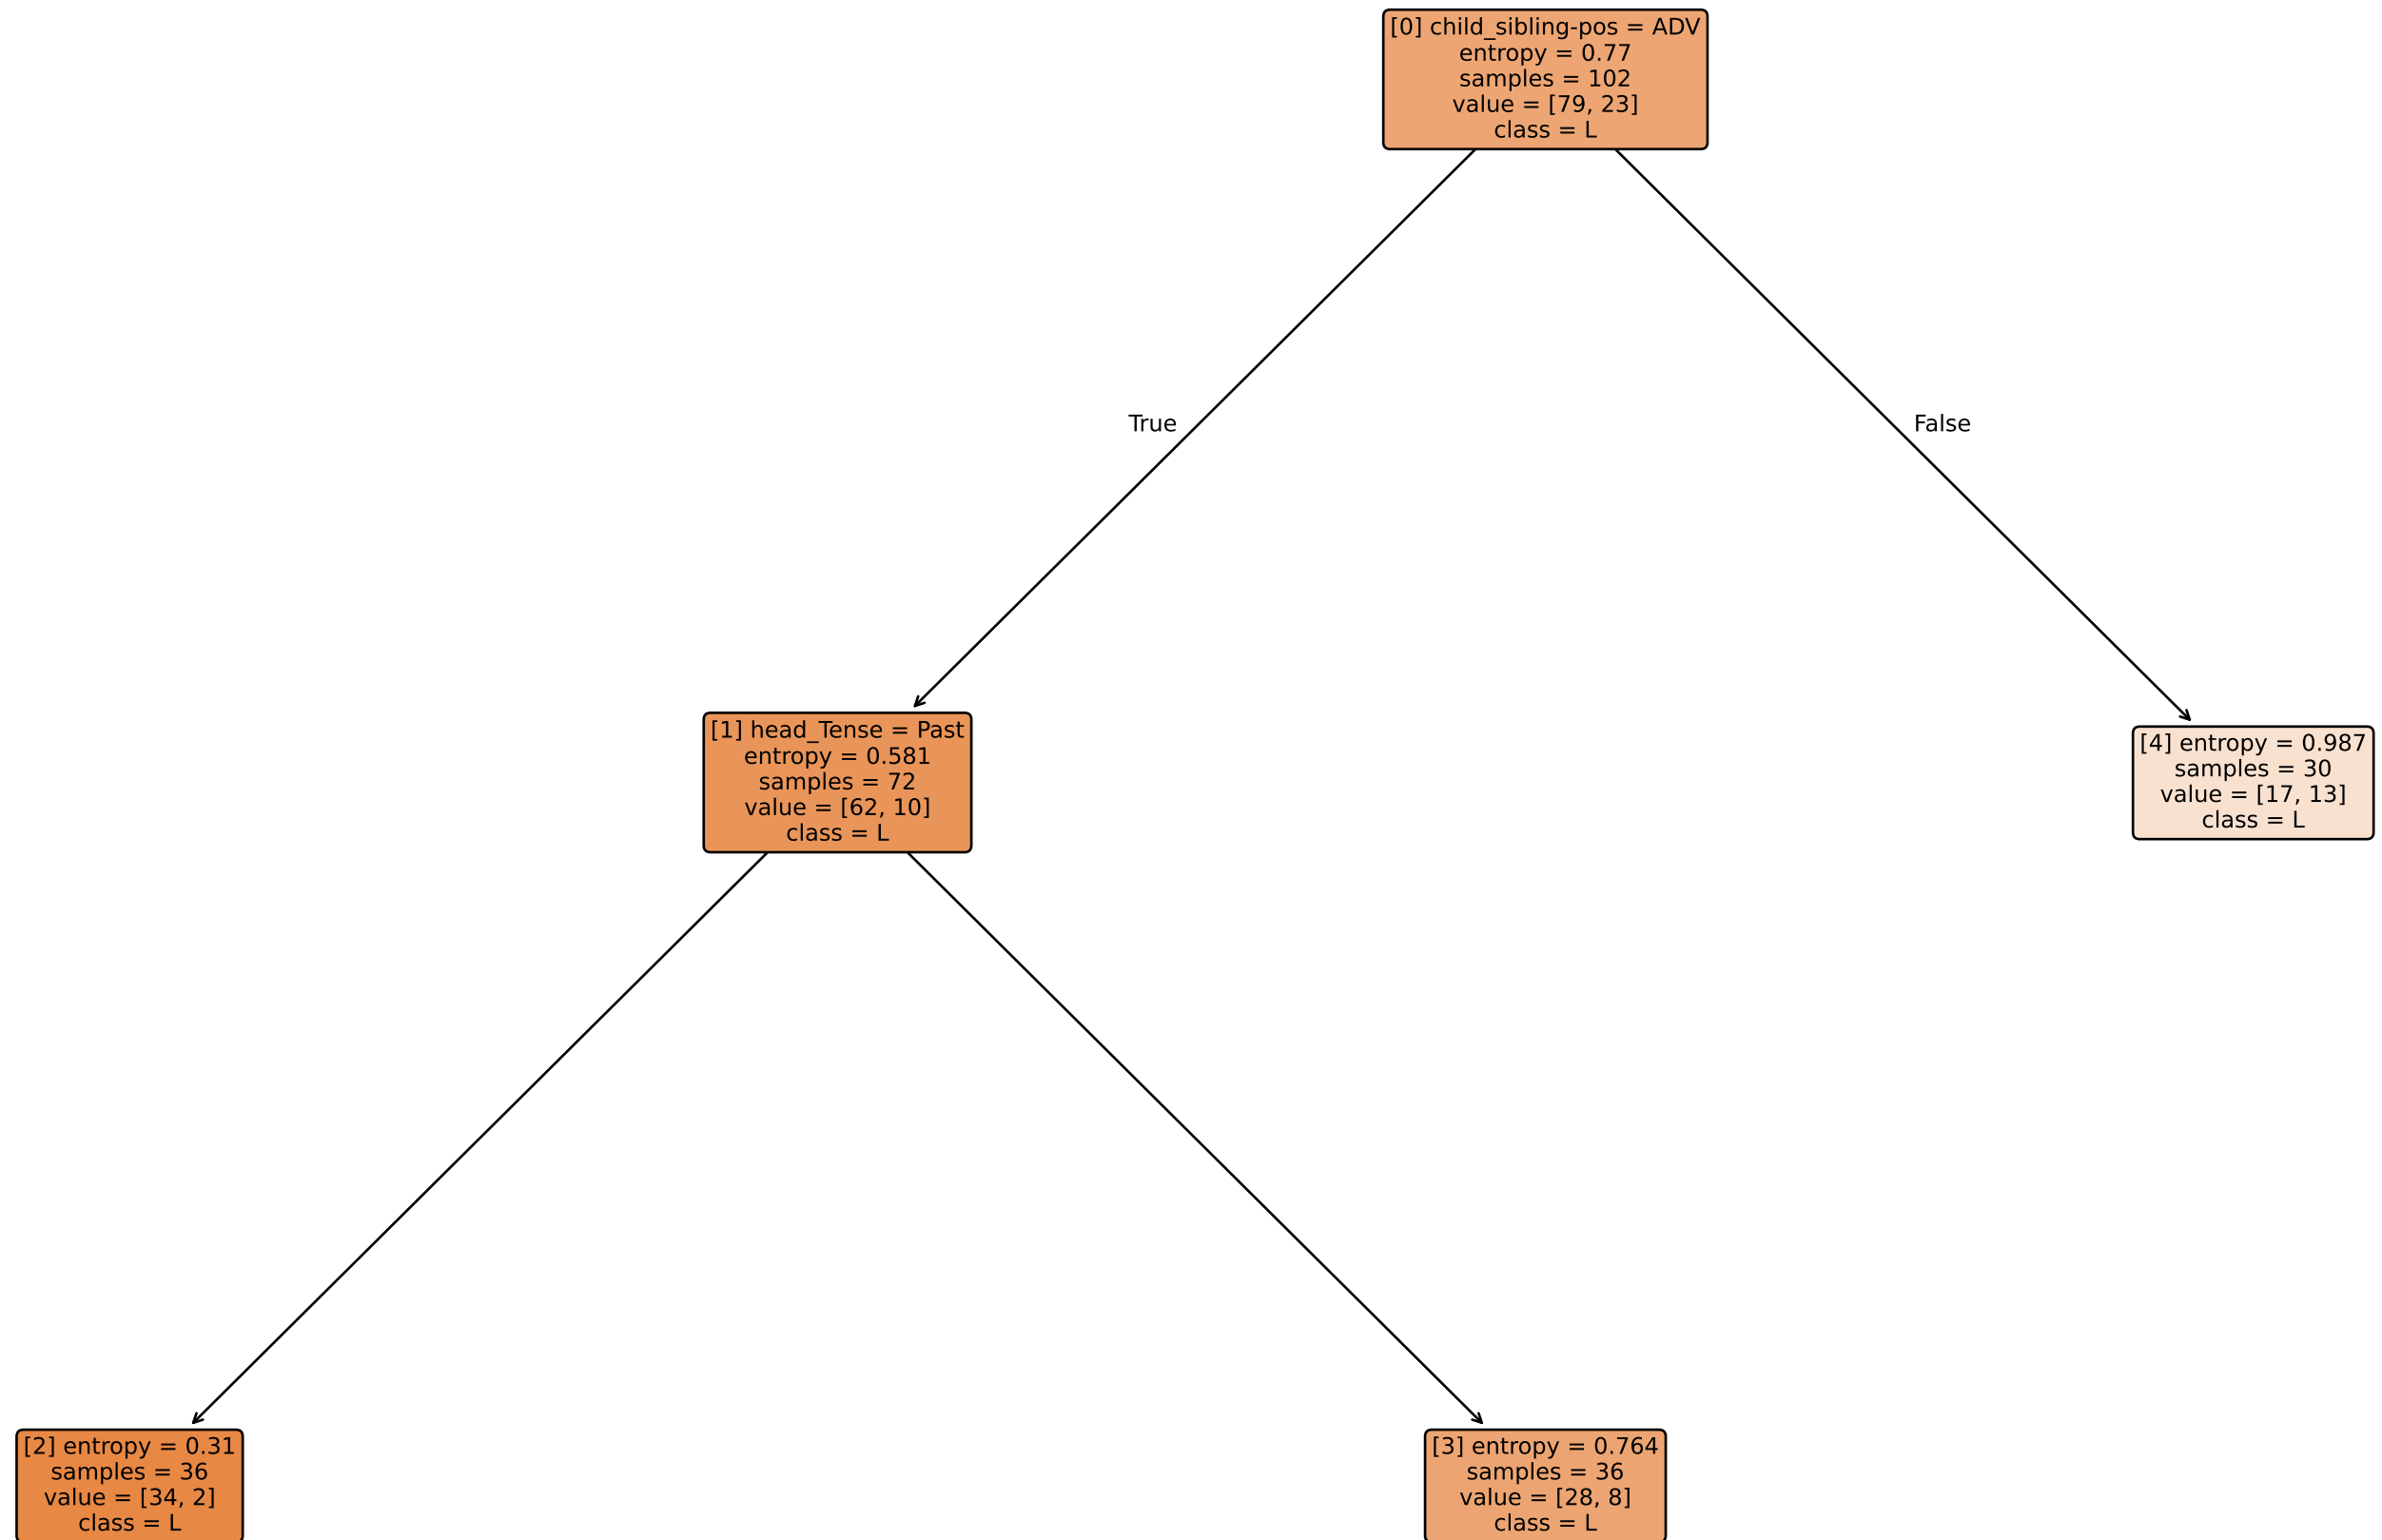 [0] child_sibling-pos = ADV
entropy = 0.77
samples = 102
value = [79, 23]
class = L
True
False
[1] head_Tense = Past
entropy = 0.581
samples = 72
value = [62, 10]
class = L
[4] entropy = 0.987
samples = 30
value = [17, 13]
class = L
[2] entropy = 0.31
samples = 36
value = [34, 2]
class = L
[3] entropy = 0.764
samples = 36
value = [28, 8]
class = L